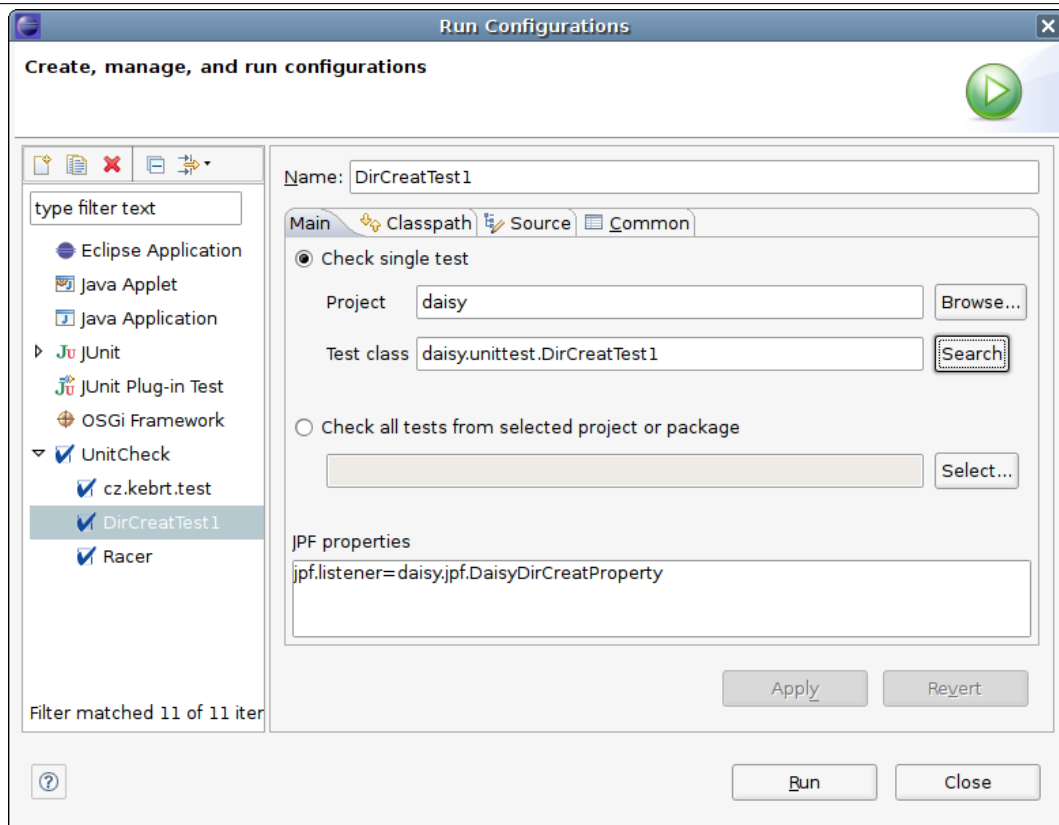 Run Configurations
Create, manage, and run configurations
type filter text
Eclipse Application
Java Applet
Java Application
JUnit
JUnit Plug-in Test
OSGi Framework
UnitCheck
cz.kebrt.test
DirCreatTest1
Racer
Filter matched 11 of 11 iter
Name: DirCreatTest1
Main Classpath Source Common
Check single test
Project daisy Browse...
Test class daisy.unittest.DirCreatTest1 Search
Check all tests from selected project or package
Select...
JPF properties
jpf.listener=daisy.jpf.DaisyDirCreatProperty
Apply Revert
Run Close